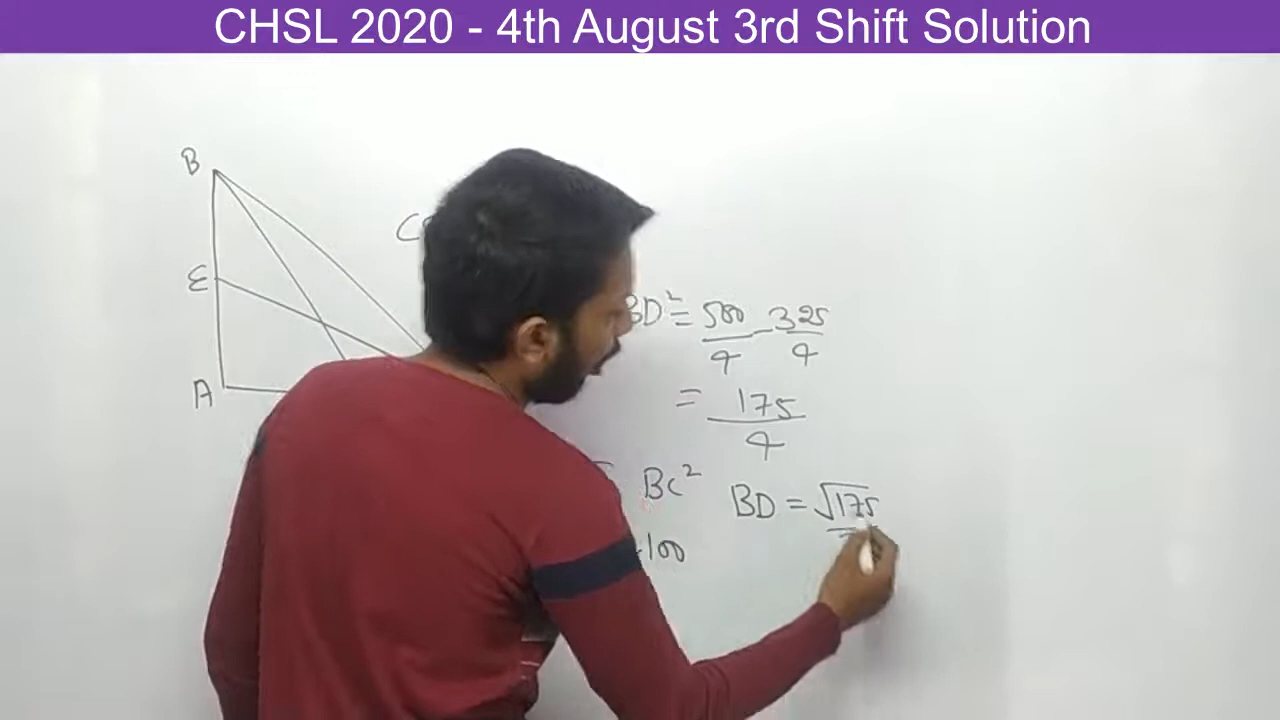 CHSL 2020 - 4th August 3rd Shift Solution
B
E
A
BD² = 500/4 - 325/4
= 175/4
BC²
100
BD = √175